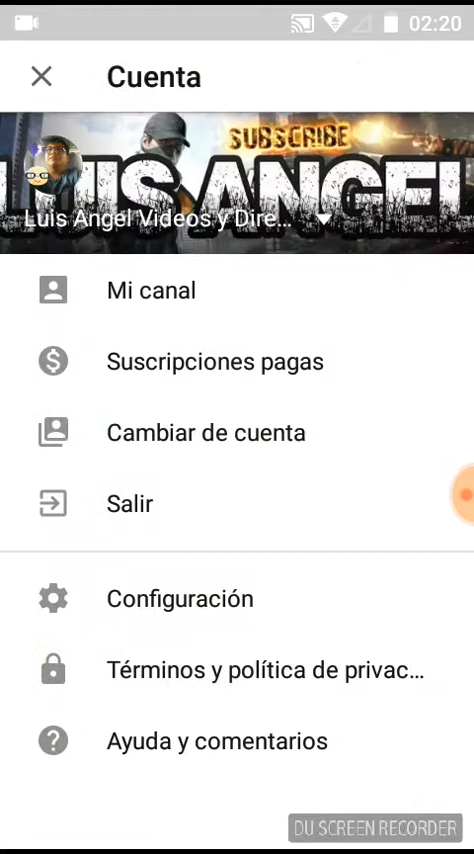 02:20
Cuenta
SUBSCRIBE
LUIS ANGEL
Luis Angel Videos y Dire...
Mi canal
Suscripciones pagas
Cambiar de cuenta
Salir
Configuración
Términos y política de privac...
Ayuda y comentarios
DU SCREEN RECORDER